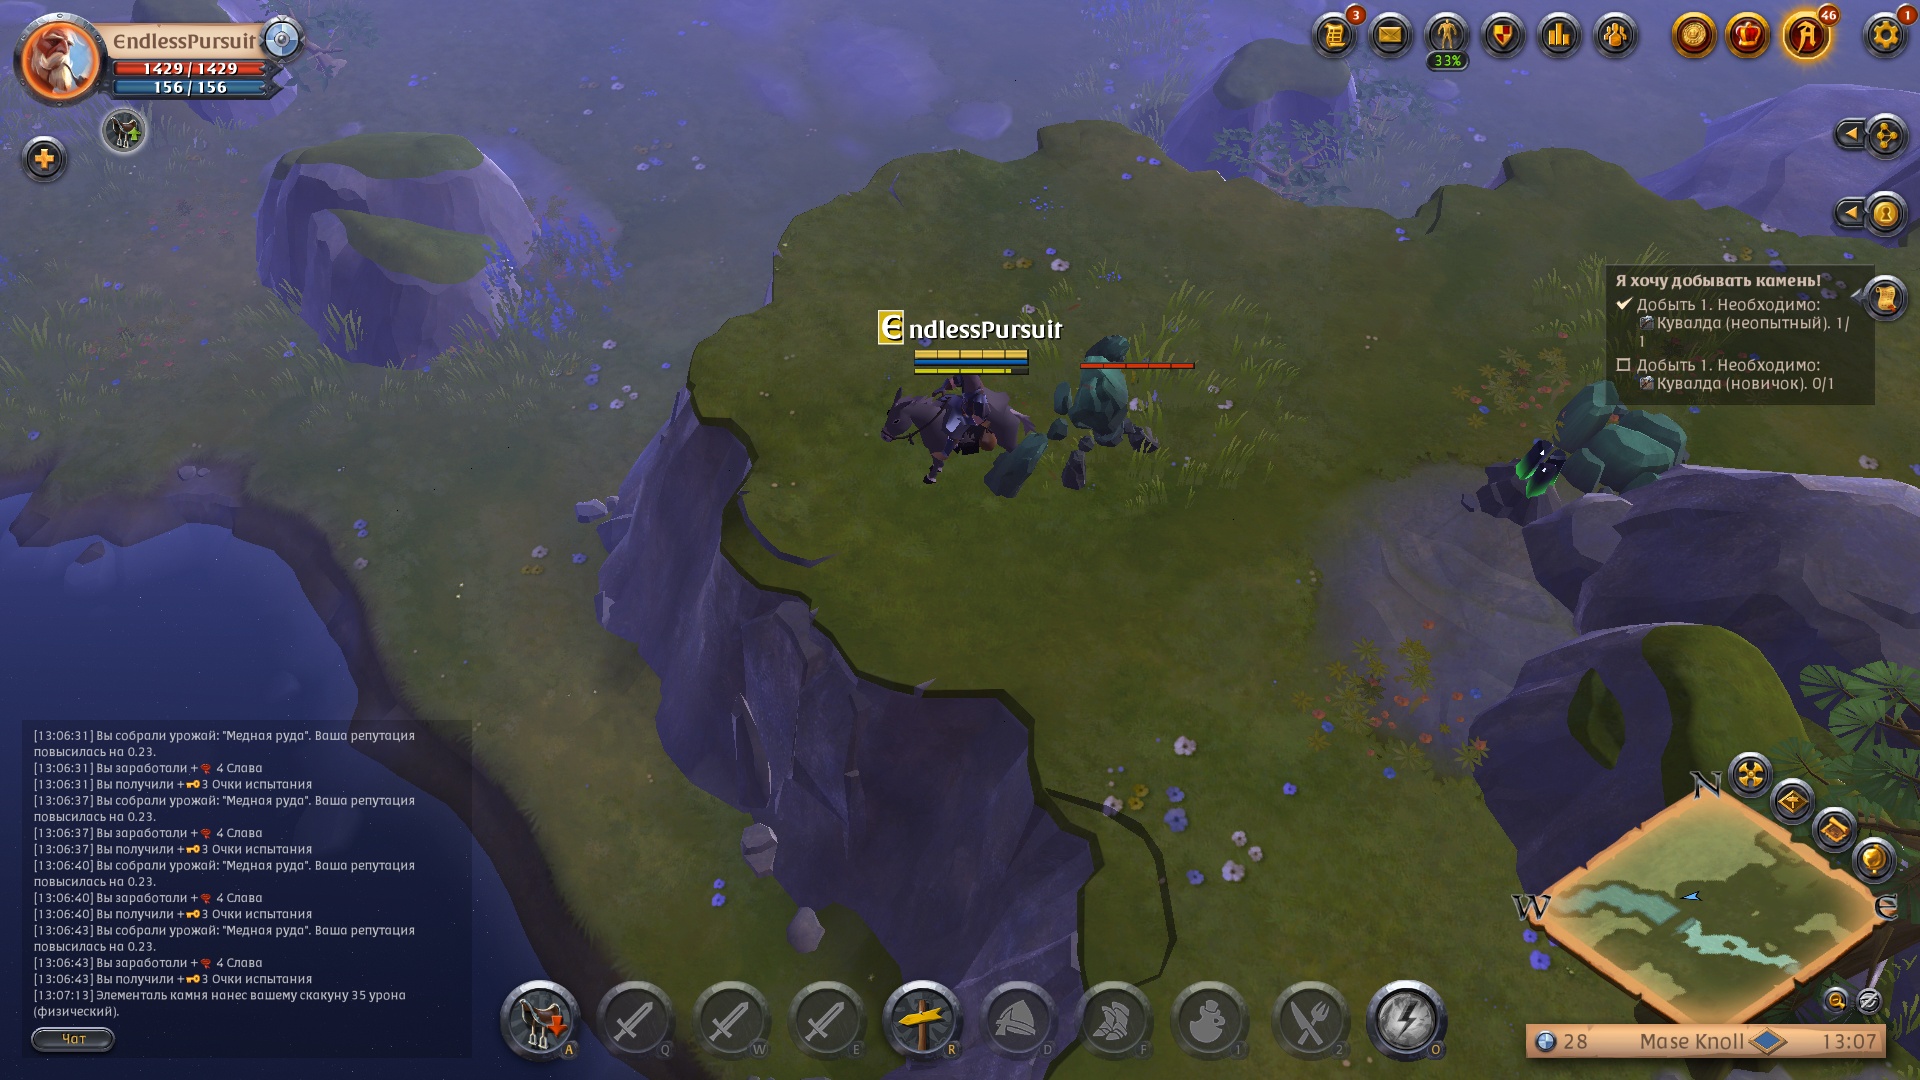 EndlessPursuit
1429 / 1429
156 / 156
3
33%
46
1
EndlessPursuit
Я хочу добывать камень!
Добыть 1. Необходимо:
Кувалда (неопытный). 1/
1
Добыть 1. Необходимо:
Кувалда (новичок). 0/1
[13:06:31] Вы собрали урожай: "Медная руда". Ваша репутация
повысилась на 0.23.
[13:06:31] Вы заработали + 4 Слава
[13:06:31] Вы получили + 3 Очки испытания
[13:06:37] Вы собрали урожай: "Медная руда". Ваша репутация
повысилась на 0.23.
[13:06:37] Вы заработали + 4 Слава
[13:06:37] Вы получили + 3 Очки испытания
[13:06:40] Вы собрали урожай: "Медная руда". Ваша репутация
повысилась на 0.23.
[13:06:40] Вы заработали + 4 Слава
[13:06:40] Вы получили + 3 Очки испытания
[13:06:43] Вы собрали урожай: "Медная руда". Ваша репутация
повысилась на 0.23.
[13:06:43] Вы заработали + 4 Слава
[13:06:43] Вы получили + 3 Очки испытания
[13:07:13] Элементаль камня нанес вашему скакуну 35 урона
(физический).
Чат
A Q W E R D F 1 2 O
N
W E
28 Mase Knoll 13:07